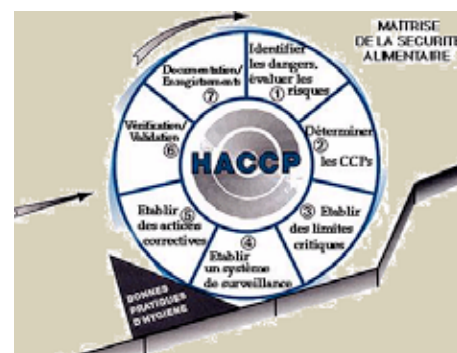 MAITRISE
DE LA SECURITE
ALIMENTAIRE
Identifier
les dangers,
évaluer les
risques
①
Déterminer
②
les CCPs
③ Etablir
des limites
critiques
④
Etablir
un système
de surveillance
⑤
Etablir
des actions
correctives
Vérification/
Validation
⑥
Documentation/
Enregistrements
⑦
HACCP
BONNES
PRATIQUES
D'HYGIENE